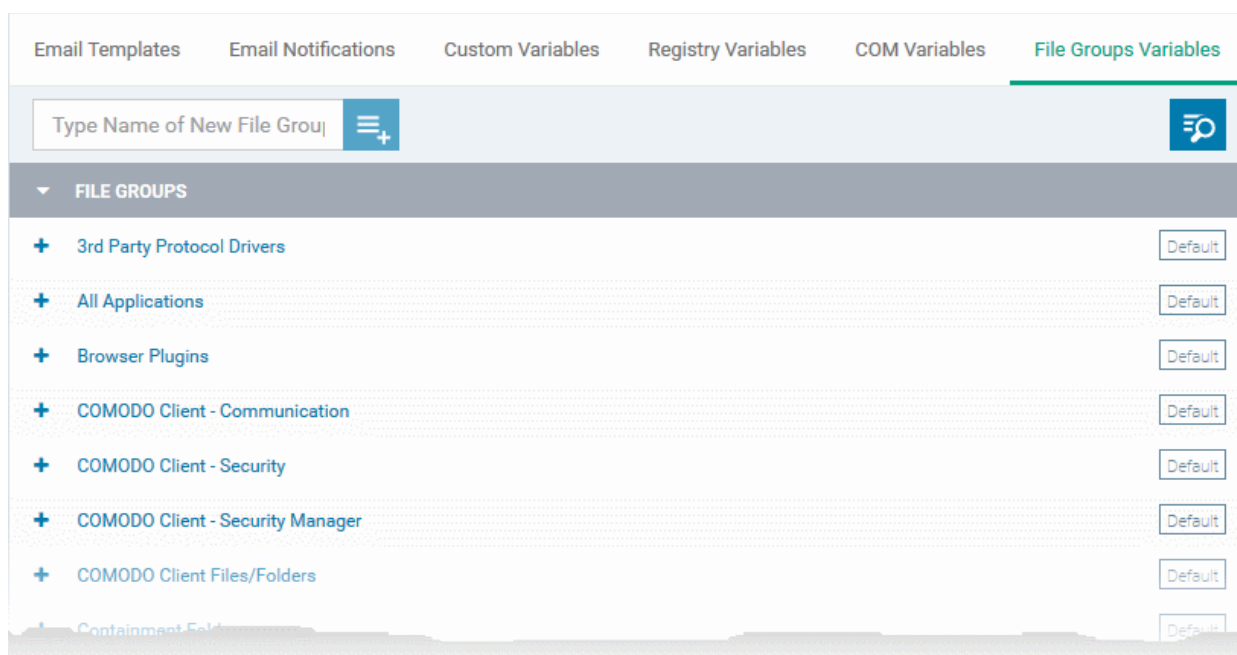 Email Templates Email Notifications Custom Variables Registry Variables COM Variables File Groups Variables
Type Name of New File Grou
FILE GROUPS
3rd Party Protocol Drivers Default
All Applications Default
Browser Plugins Default
COMODO Client - Communication Default
COMODO Client - Security Default
COMODO Client - Security Manager Default
COMODO Client Files/Folders Default
Containment Default